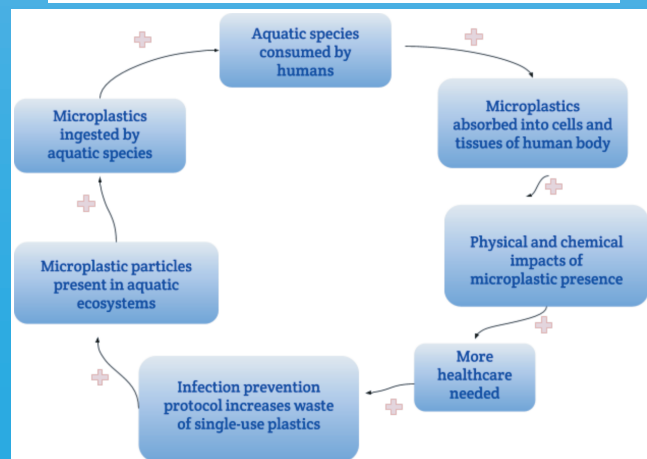 Aquatic species
consumed by
humans
Microplastics
absorbed into cells and
tissues of human body
Physical and chemical
impacts of
microplastic presence
More
healthcare
needed
Infection prevention
protocol increases waste
of single-use plastics
Microplastic particles
present in aquatic
ecosystems
Microplastics
ingested by
aquatic species